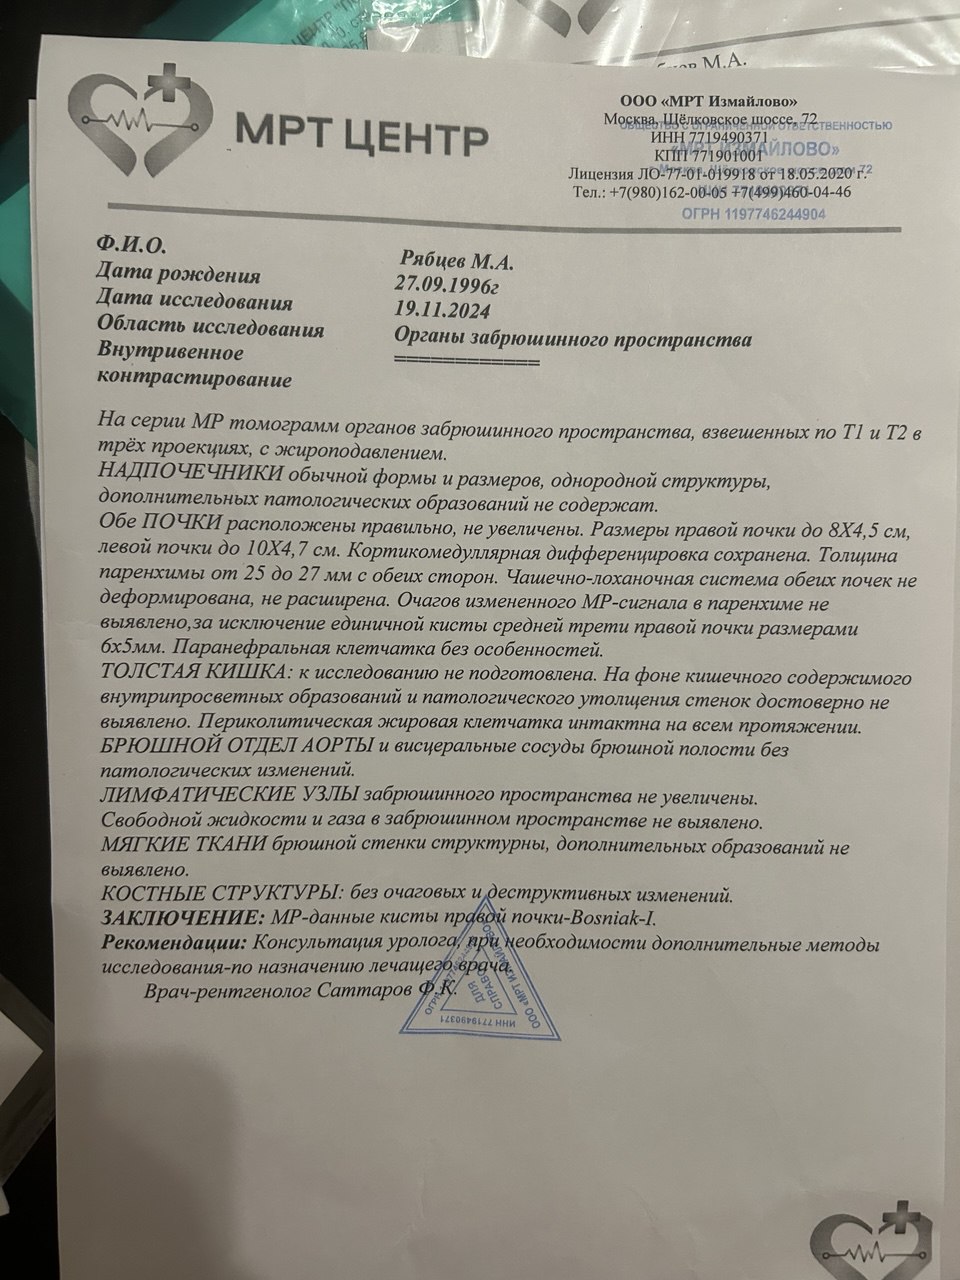 бцев М.А.
МРТ ЦЕНТР
ООО «МРТ Измайлово»
Москва, Щёлковское шоссе, 72
ОБЩЕСТВО С ОГРАНИЧЕННОЙ ОТВЕТСТВЕННОСТЬЮ
ИНН 7719490371
«МРТ ИЗМАЙЛОВО»
КПП 771901001
Лицензия ЛО-77-01-019918 от 18.05.2020 г.
Тел.: +7(980)162-00-05 +7(499)460-04-46
ОГРН 1197746244904
Ф.И.О. Рябцев М.А.
Дата рождения 27.09.1996г
Дата исследования 19.11.2024
Область исследования Органы забрюшинного пространства
Внутривенное ============
контрастирование
На серии МР томограмм органов забрюшинного пространства, взвешенных по Т1 и Т2 в
трёх проекциях, с жироподавлением.
НАДПОЧЕЧНИКИ обычной формы и размеров, однородной структуры,
дополнительных патологических образований не содержат.
Обе ПОЧКИ расположены правильно, не увеличены. Размеры правой почки до 8Х4,5 см,
левой почки до 10Х4,7 см. Кортикомедуллярная дифференцировка сохранена. Толщина
паренхимы от 25 до 27 мм с обеих сторон. Чашечно-лоханочная система обеих почек не
деформирована, не расширена. Очагов измененного МР-сигнала в паренхиме не
выявлено,за исключение единичной кисты средней трети правой почки размерами
6х5мм. Паранефральная клетчатка без особенностей.
ТОЛСТАЯ КИШКА: к исследованию не подготовлена. На фоне кишечного содержимого
внутрипросветных образований и патологического утолщения стенок достоверно не
выявлено. Периколитическая жировая клетчатка интактна на всем протяжении.
БРЮШНОЙ ОТДЕЛ АОРТЫ и висцеральные сосуды брюшной полости без
патологических изменений.
ЛИМФАТИЧЕСКИЕ УЗЛЫ забрюшинного пространства не увеличены.
Свободной жидкости и газа в забрюшинном пространстве не выявлено.
МЯГКИЕ ТКАНИ брюшной стенки структурны, дополнительных образований не
выявлено.
КОСТНЫЕ СТРУКТУРЫ: без очаговых и деструктивных изменений.
ЗАКЛЮЧЕНИЕ: МР-данные кисты правой почки-Bosniak-I.
Рекомендации: Консультация уролога, при необходимости дополнительные методы
исследования-по назначению лечащего врача.
Врач-рентгенолог Саттаров Ф.К.
ДЛЯ
СПРАВОК
ООО «МРТ ИЗМАЙЛОВО»
ИНН 7719490371